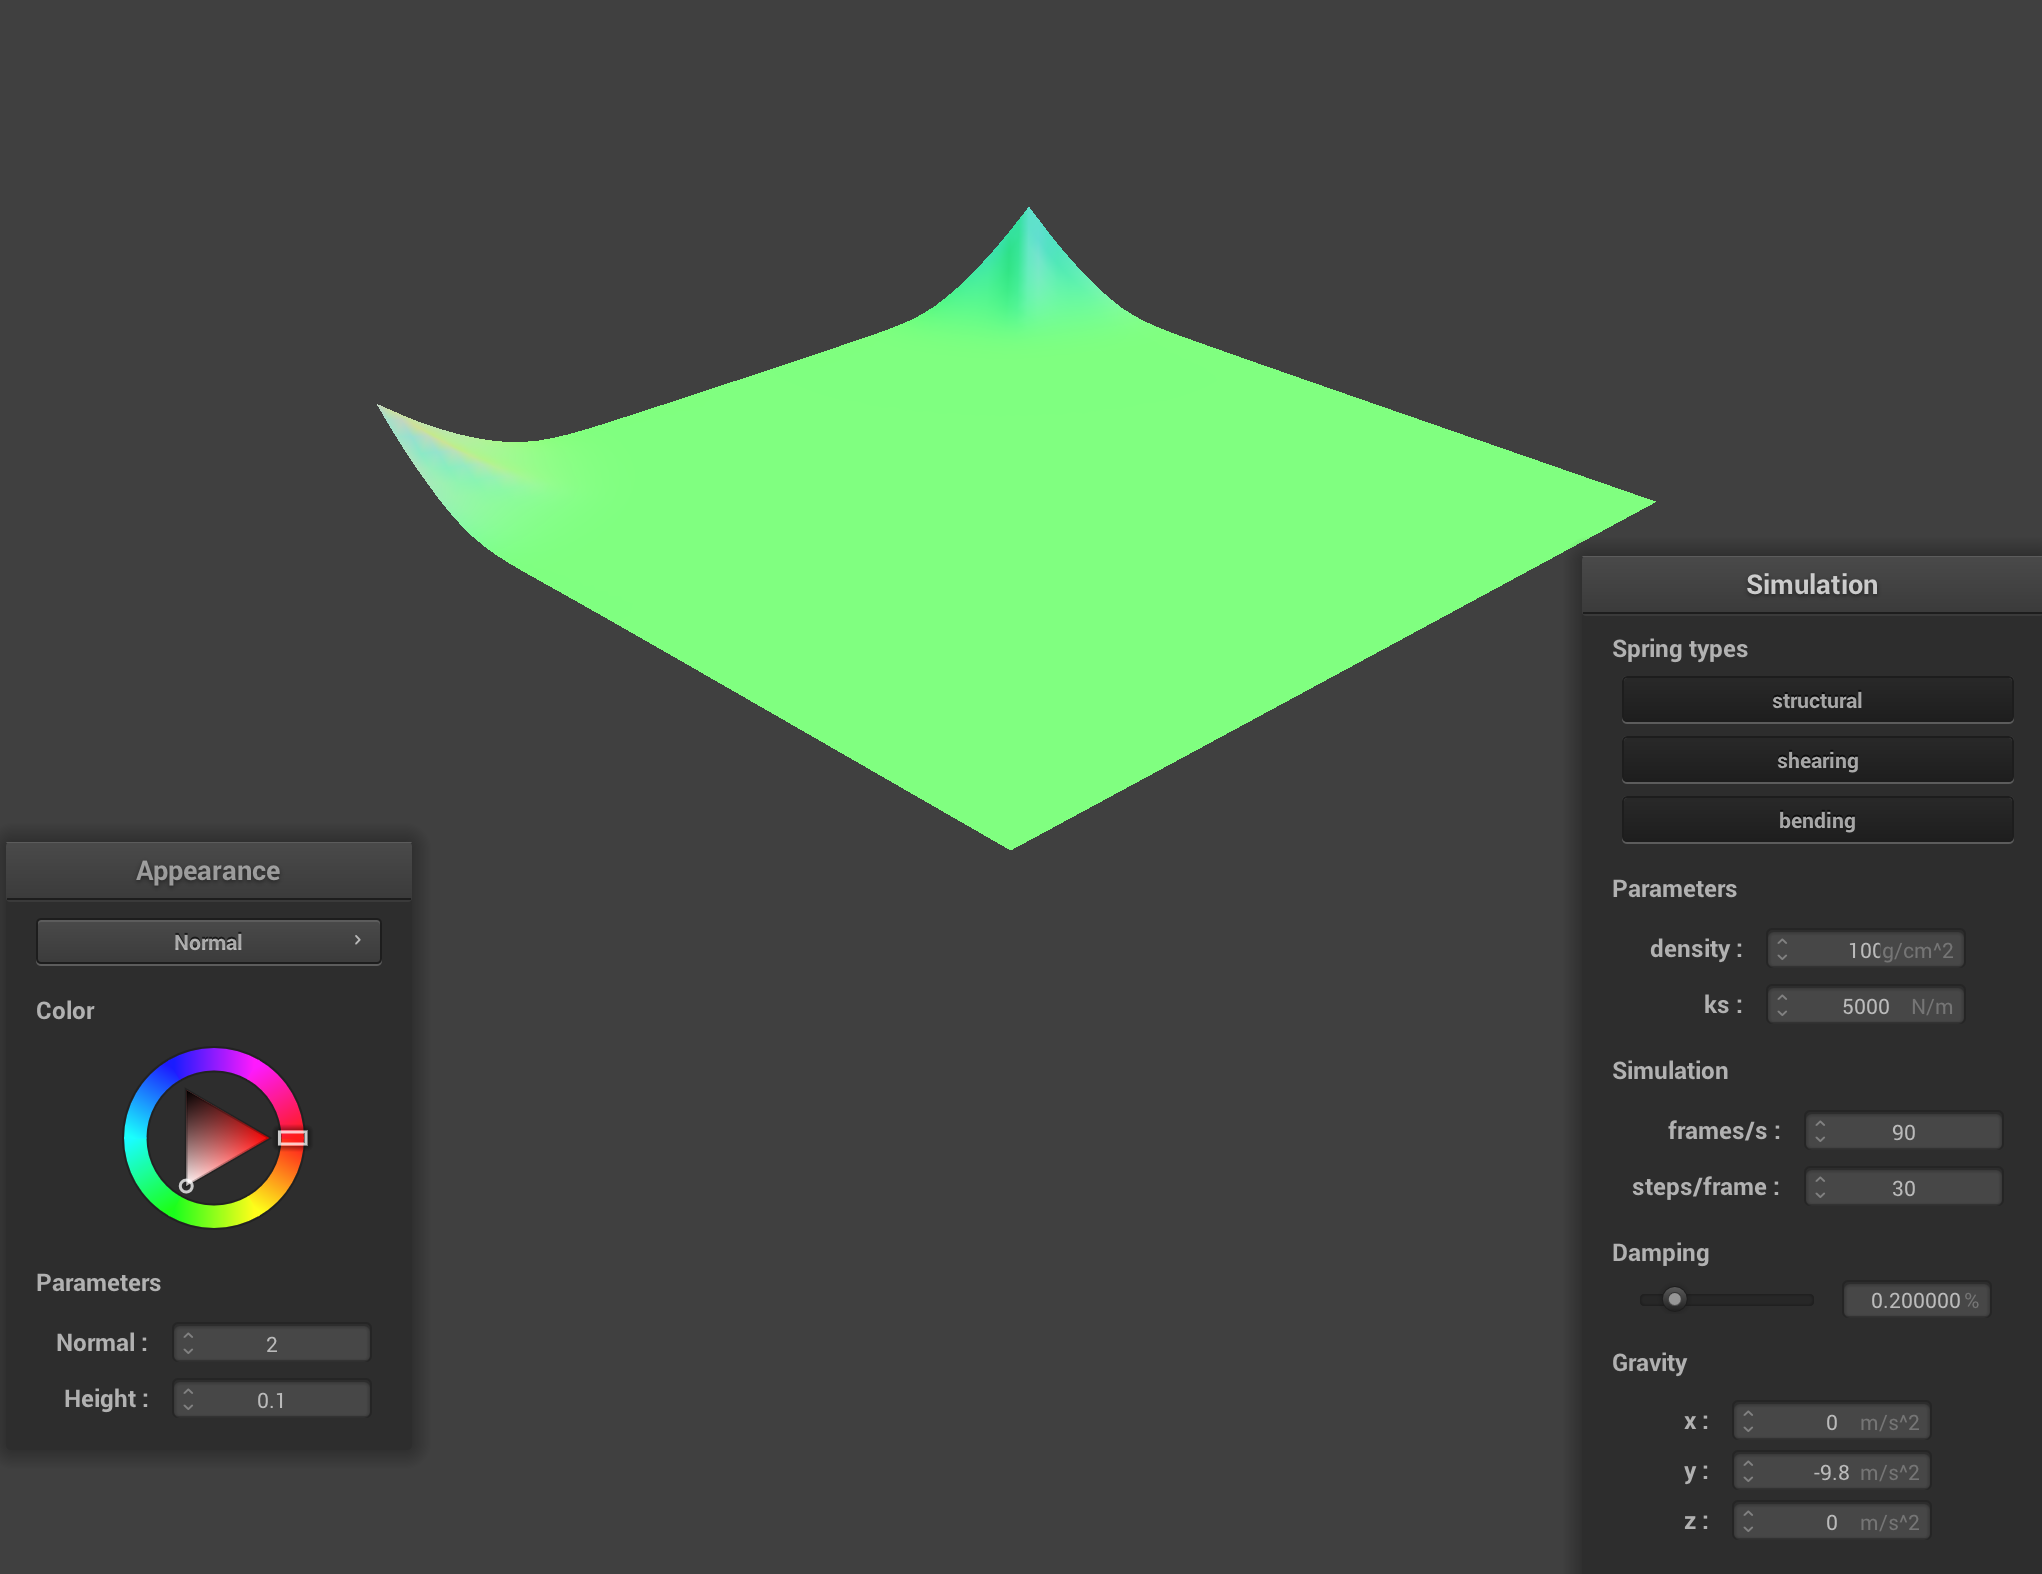 Simulation
Spring types
structural
shearing
bending
Parameters
density : 100g/cm^2
ks : 5000 N/m
Simulation
frames/s : 90
steps/frame : 30
Damping
0.200000%
Gravity
x : 0 m/s^2
y : -9.8 m/s^2
z : 0 m/s^2
Appearance
Normal
Color
Parameters
Normal : 2
Height : 0.1